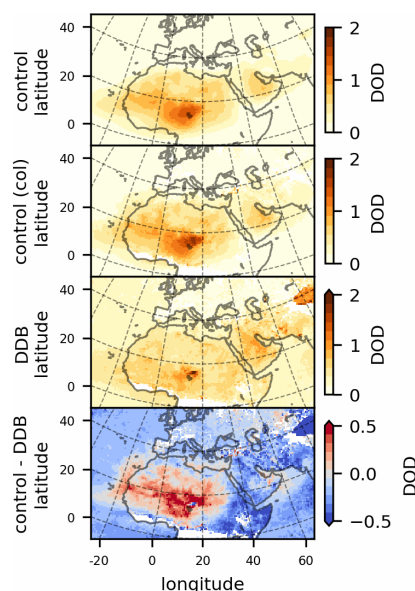 control
latitude
40
20
0
2
1
0
DOD
control (col)
latitude
40
20
0
2
1
0
DOD
DDB
latitude
40
20
0
2
1
0
DOD
control - DDB
latitude
40
20
0
0.5
0.0
−0.5
DOD
-20 0 20 40 60
longitude